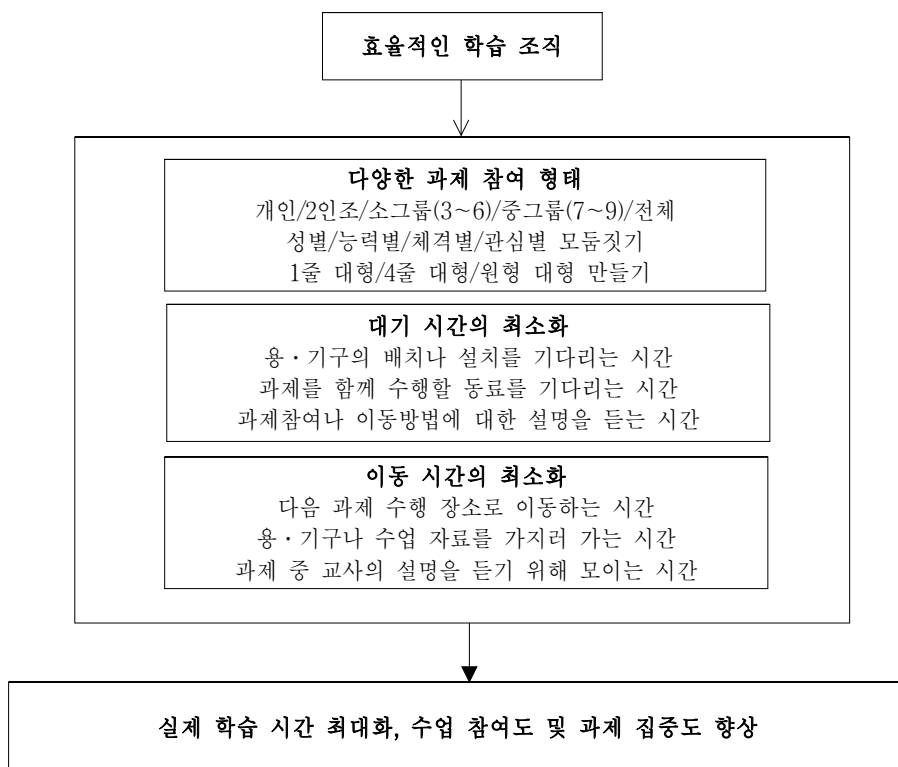 효율적인 학습 조직
다양한 과제 참여 형태
개인/2인조/소그룹(3~6)/중그룹(7~9)/전체
성별/능력별/체격별/관심별 모둠짓기
1줄 대형/4줄 대형/원형 대형 만들기
대기 시간의 최소화
용·기구의 배치나 설치를 기다리는 시간
과제를 함께 수행할 동료를 기다리는 시간
과제참여나 이동방법에 대한 설명을 듣는 시간
이동 시간의 최소화
다음 과제 수행 장소로 이동하는 시간
용·기구나 수업 자료를 가지러 가는 시간
과제 중 교사의 설명을 듣기 위해 모이는 시간
실제 학습 시간 최대화, 수업 참여도 및 과제 집중도 향상